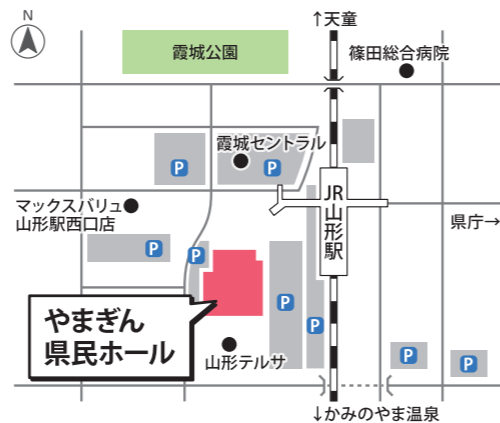 N
↑天童
霞城公園
篠田総合病院
霞城セントラル
P
P
JR山形駅
マックスバリュ
山形駅西口店
県庁→
P
P
P
P
やまぎん
県民ホール
山形テルサ
P
P
↓かみのやま温泉